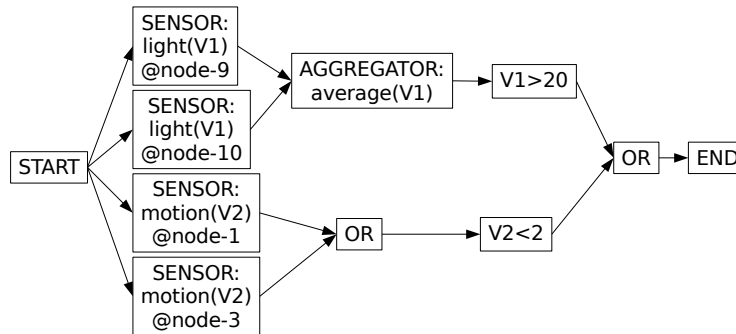 START
SENSOR:
light(V1)
@node-9
SENSOR:
light(V1)
@node-10
SENSOR:
motion(V2)
@node-1
SENSOR:
motion(V2)
@node-3
AGGREGATOR:
average(V1)
OR
V1>20
V2<2
OR
END